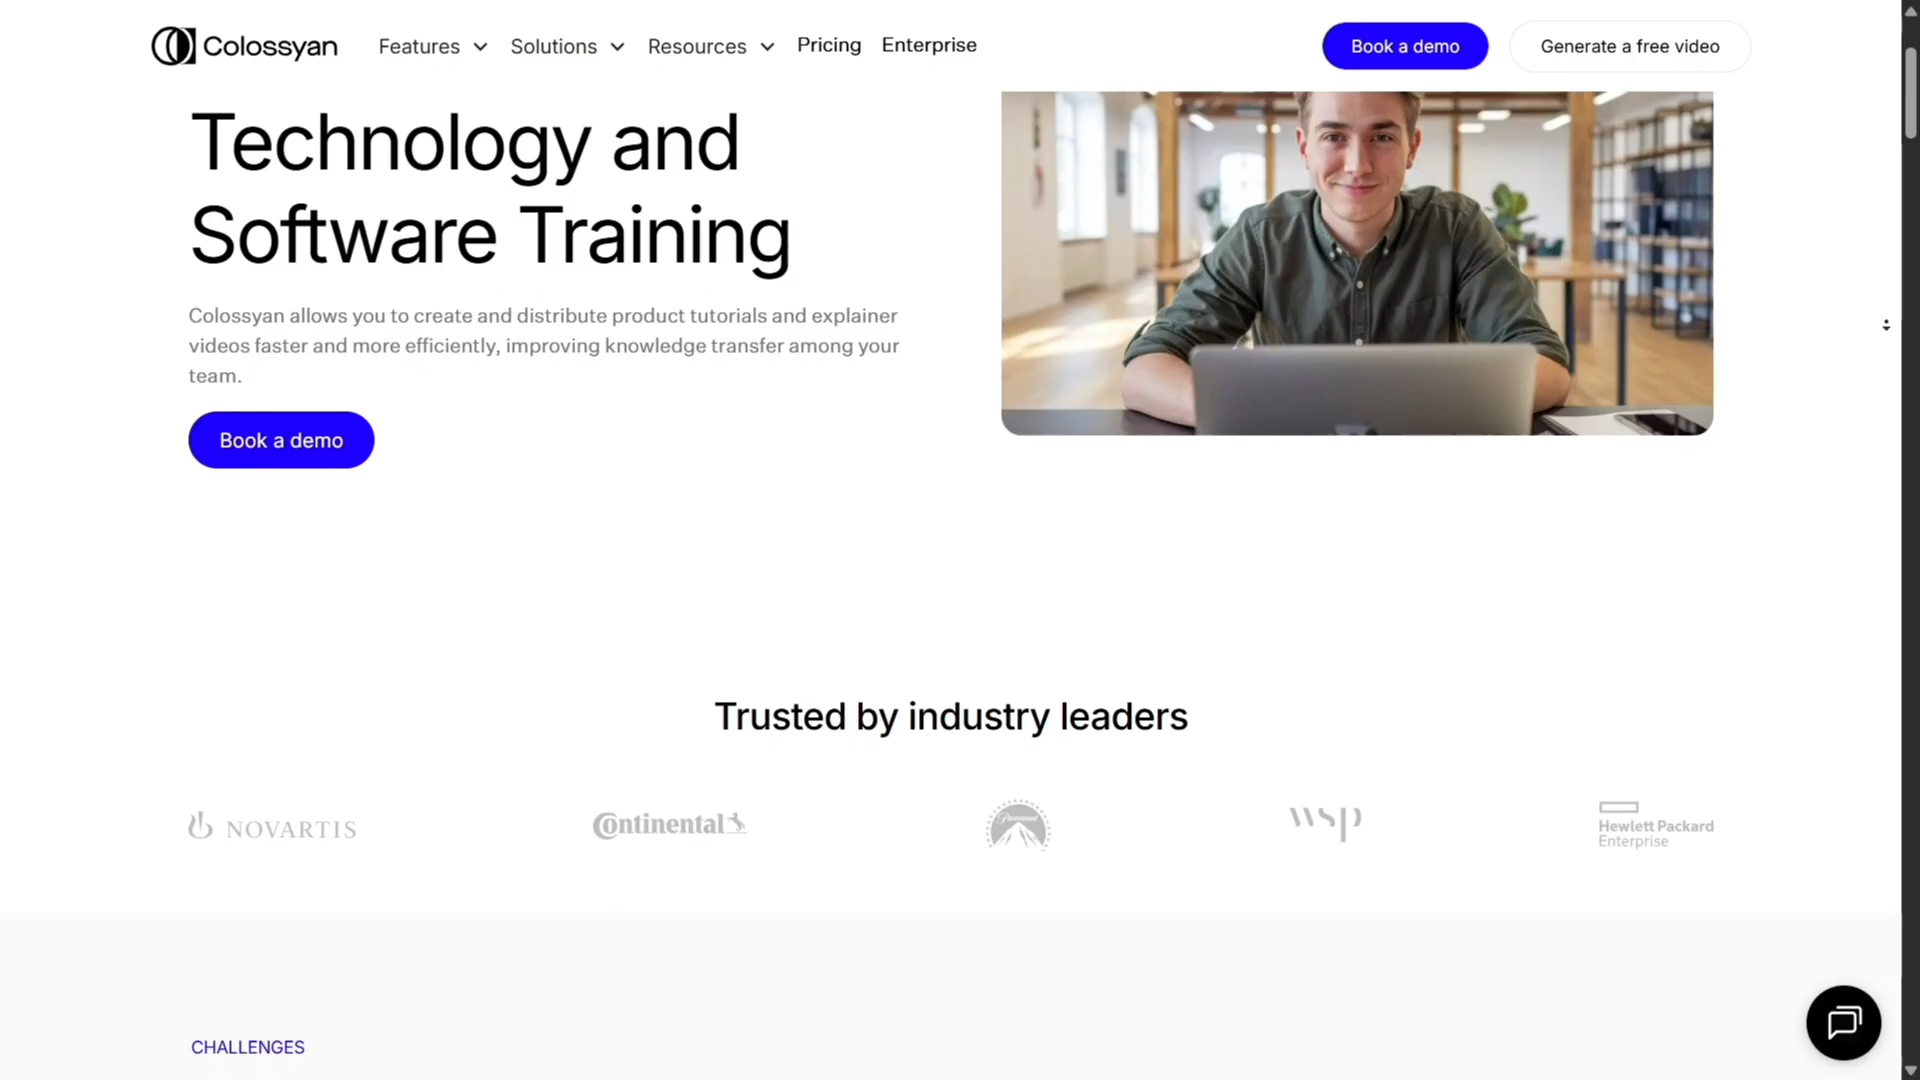 Colossyan
Features
Solutions
Resources
Pricing
Enterprise
Book a demo
Generate a free video
Technology and
Software Training
Colossyan allows you to create and distribute product tutorials and explainer
videos faster and more efficiently, improving knowledge transfer among your
team.
Book a demo
Trusted by industry leaders
NOVARTIS
Continental
Paramount
wsp
Hewlett Packard
Enterprise
CHALLENGES